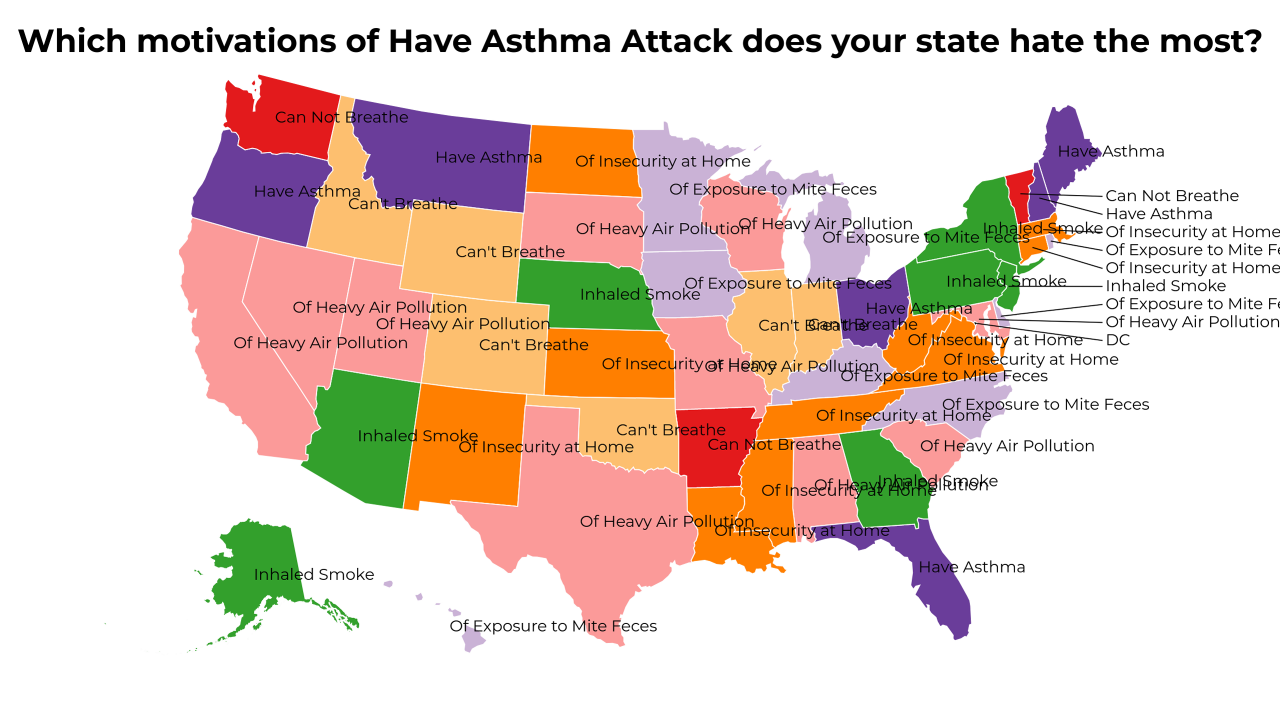 Which motivations of Have Asthma Attack does your state hate the most?
Can Not Breathe
Have Asthma
Of Insecurity at Home
Have Asthma
Of Exposure to Mite Feces
Have Asthma
Can't Breathe
Can Not Breathe
Have Asthma
Of Heavy Air Pollution
Of Heavy Air Pollution
Inhaled Smoke
Of Insecurity at Home
Of Exposure to Mite Feces
Can't Breathe
Of Exposure to Mite F
Of Insecurity at Home
Inhaled Smoke
Inhaled Smoke
Of Exposure to Mite Feces
Inhaled Smoke
Of Exposure to Mite F
Of Heavy Air Pollution
Have Asthma
Of Heavy Air Pollution
Of Heavy Air Pollution
Can't Breathe
Can't Breathe
DC
Of Insecurity at Home
Of Heavy Air Pollution
Can't Breathe
Of Insecurity at Home
Of Insecurity at Home
Of Heavy Air Pollution
Of Exposure to Mite Feces
Of Exposure to Mite Feces
Of Insecurity at Home
Can't Breathe
Inhaled Smoke
Of Insecurity at Home
Can Not Breathe
Of Heavy Air Pollution
Inhaled Smoke
Of Heavy Air Pollution
Of Insecurity at Home
Of Heavy Air Pollution
Of Insecurity at Home
Have Asthma
Inhaled Smoke
Of Exposure to Mite Feces